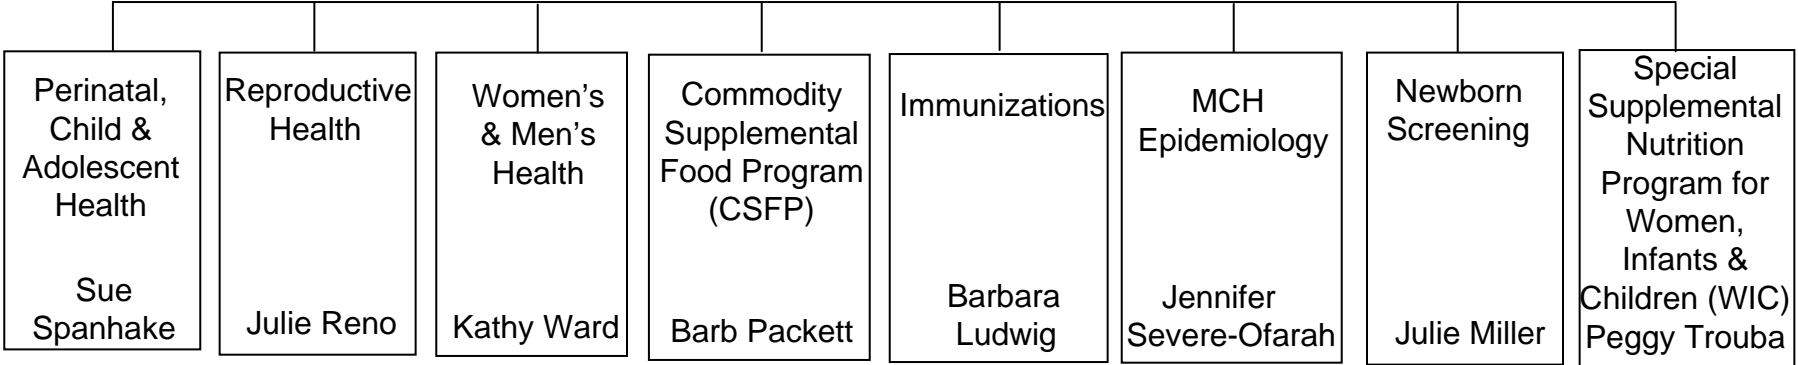 Perinatal,
Child &
Adolescent
Health
Sue
Spanhake
Reproductive
Health
Julie Reno
Women’s
& Men’s
Health
Kathy Ward
Commodity
Supplemental
Food Program
(CSFP)
Barb Packett
Immunizations
Barbara
Ludwig
MCH
Epidemiology
Jennifer
Severe-Ofarah
Newborn
Screening
Julie Miller
Special
Supplemental
Nutrition
Program for
Women,
Infants &
Children (WIC)
Peggy Trouba